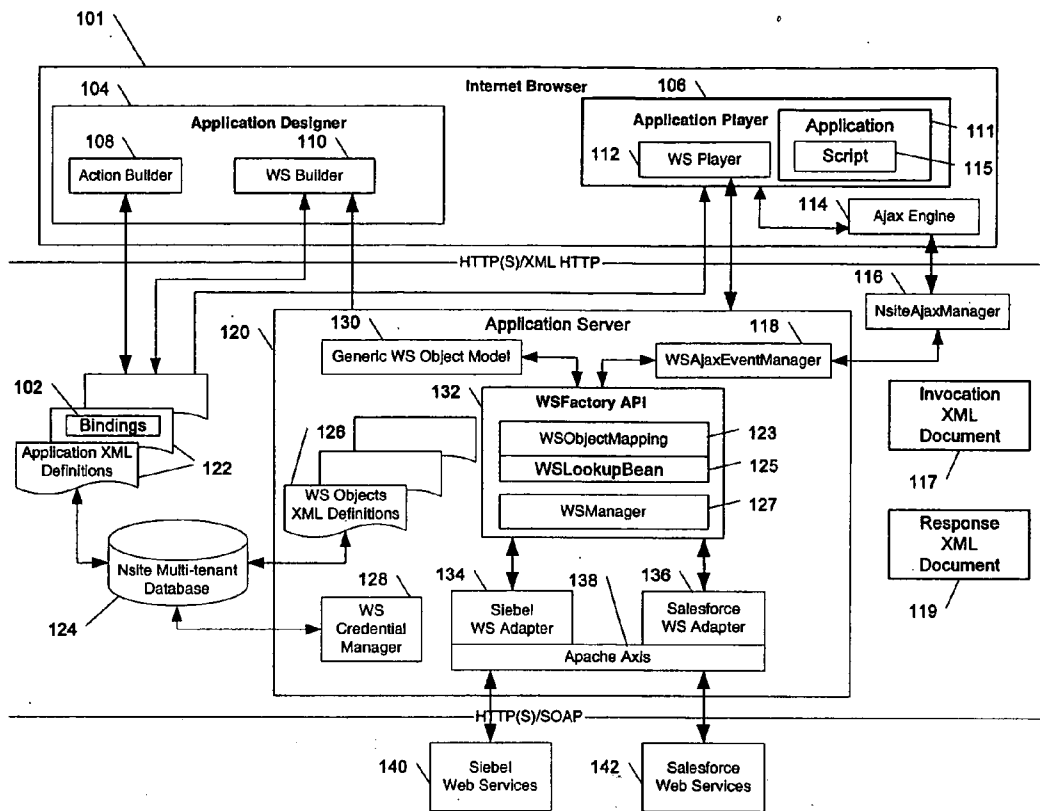 101
Internet Browser
104
Application Designer
108
Action Builder
110
WS Builder
106
Application Player
112
WS Player
Application
111
Script
115
114
Ajax Engine
HTTP(S)/XML HTTP
116
NsiteAjaxManager
120
Application Server
130
Generic WS Object Model
118
WSAjaxEventManager
102
Bindings
Application XML
Definitions
122
126
WS Objects
XML Definitions
132
WSFactory API
WSObjectMapping
123
WSLookupBean
125
WSManager
127
Invocation
XML
Document
117
Response
XML
Document
119
Nsite Multi-tenant
Database
124
128
WS
Credential
Manager
134
Siebel
WS Adapter
138
136
Salesforce
WS Adapter
Apache Axis
HTTP(S)/SOAP
140
Siebel
Web Services
142
Salesforce
Web Services